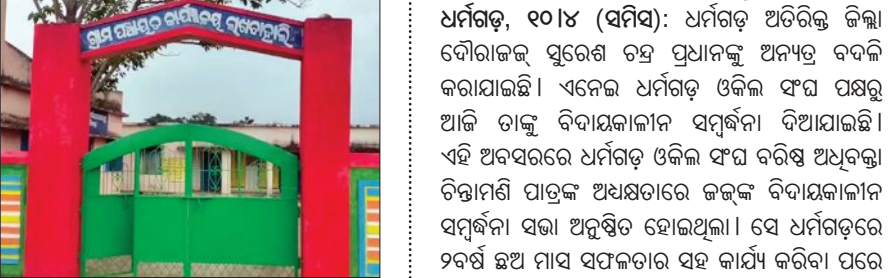 ଗ୍ରାମ ପଞ୍ଚାୟତ କାର୍ଯ୍ୟାଳୟ
ଧର୍ମଗଡ଼, ୧୦।୪ (ସମିସ): ଧର୍ମଗଡ଼ ଅତିରିକ୍ତ ଜିଲ୍ଲା
ଦୌରାଜଜ୍ ସୁରେଶ ଚନ୍ଦ୍ର ପ୍ରଧାନଙ୍କୁ ଅନ୍ୟତ୍ର ବଦଳି
କରାଯାଇଛି। ଏନେଇ ଧର୍ମଗଡ଼ ଓକିଲ ସଂଘ ପକ୍ଷରୁ
ଆଜି ତାଙ୍କୁ ବିଦାୟକାଳୀନ ସମ୍ବର୍ଦ୍ଧନା ଦିଆଯାଇଛି।
ଏହି ଅବସରରେ ଧର୍ମଗଡ଼ ଓକିଲ ସଂଘ ବରିଷ୍ଠ ଅଧିବକ୍ତା
ଚିନ୍ତାମଣି ପାତ୍ରଙ୍କ ଅଧ୍ୟକ୍ଷତାରେ ଜଜ୍‌ଙ୍କ ବିଦାୟକାଳୀନ
ସମ୍ବର୍ଦ୍ଧନା ସଭା ଅନୁଷ୍ଠିତ ହୋଇଥିଲା। ସେ ଧର୍ମଗଡ଼ରେ
୨ବର୍ଷ ଛଅ ମାସ ସଫଳତାର ସହ କାର୍ଯ୍ୟ କରିବା ପରେ